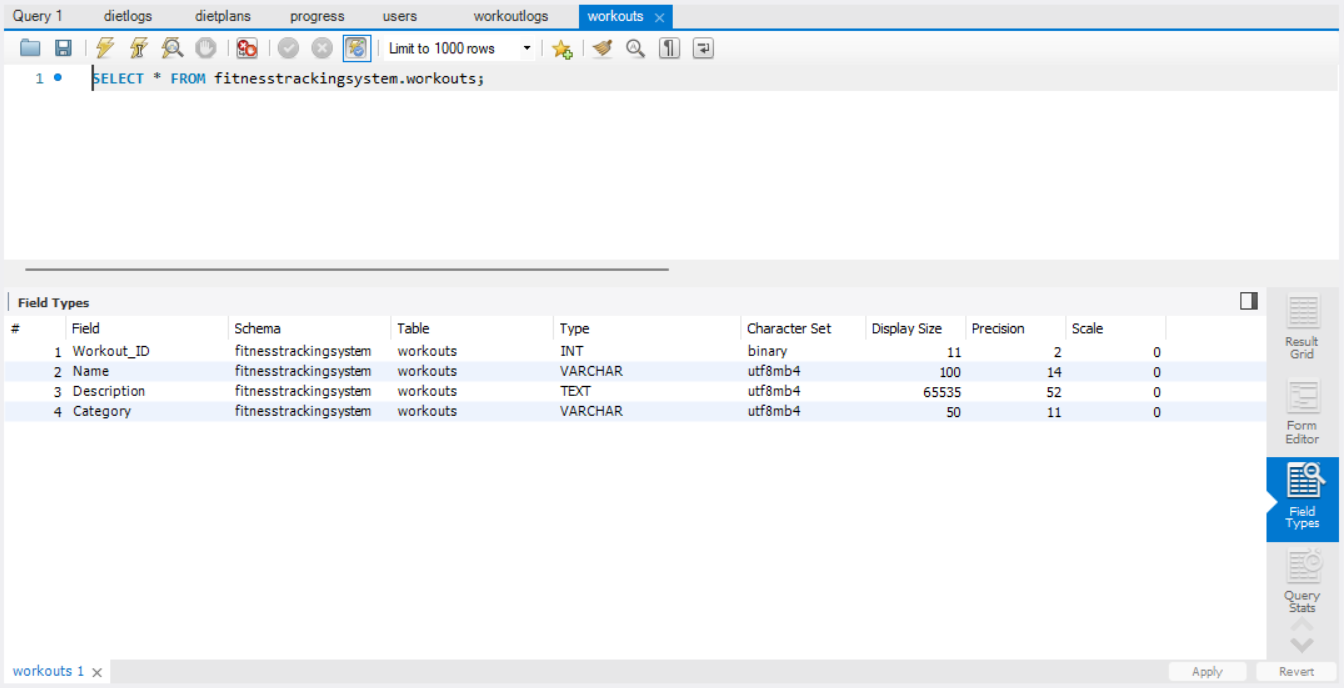 Query 1 dietlogs dietplans progress users workoutlogs workouts
Limit to 1000 rows
1 SELECT * FROM fitnesstrackingsystem.workouts;
Field Types
# Field Schema Table Type Character Set Display Size Precision Scale
1 Workout_ID fitnesstrackingsystem workouts INT binary 11 2 0
2 Name fitnesstrackingsystem workouts VARCHAR utf8mb4 100 14 0
3 Description fitnesstrackingsystem workouts TEXT utf8mb4 65535 52 0
4 Category fitnesstrackingsystem workouts VARCHAR utf8mb4 50 11 0
Result
Grid
Form
Editor
Field
Types
Query
Stats
workouts 1
Apply Revert